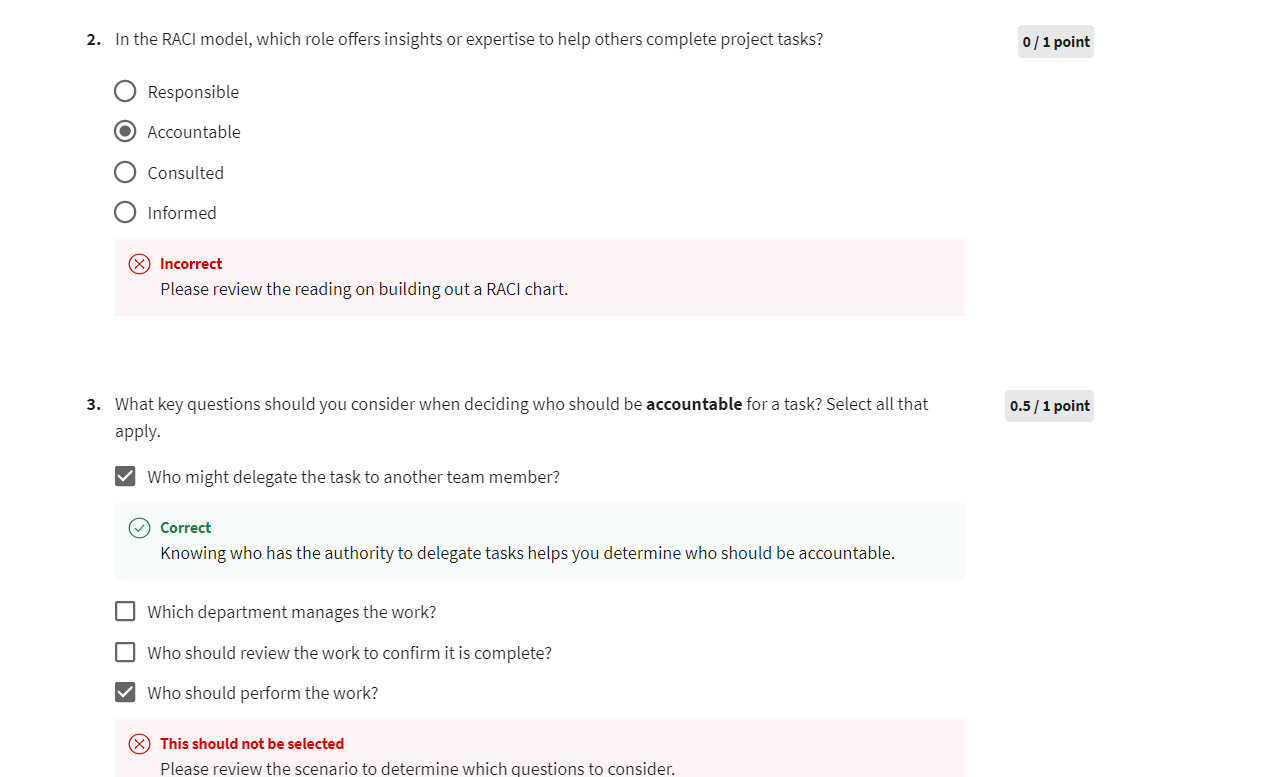 2. In the RACI model, which role offers insights or expertise to help others complete project tasks?
0 / 1 point
Responsible
Accountable
Consulted
Informed
Incorrect
Please review the reading on building out a RACI chart.
3. What key questions should you consider when deciding who should be accountable for a task? Select all that
apply.
0.5 / 1 point
Who might delegate the task to another team member?
Correct
Knowing who has the authority to delegate tasks helps you determine who should be accountable.
Which department manages the work?
Who should review the work to confirm it is complete?
Who should perform the work?
This should not be selected
Please review the scenario to determine which questions to consider.